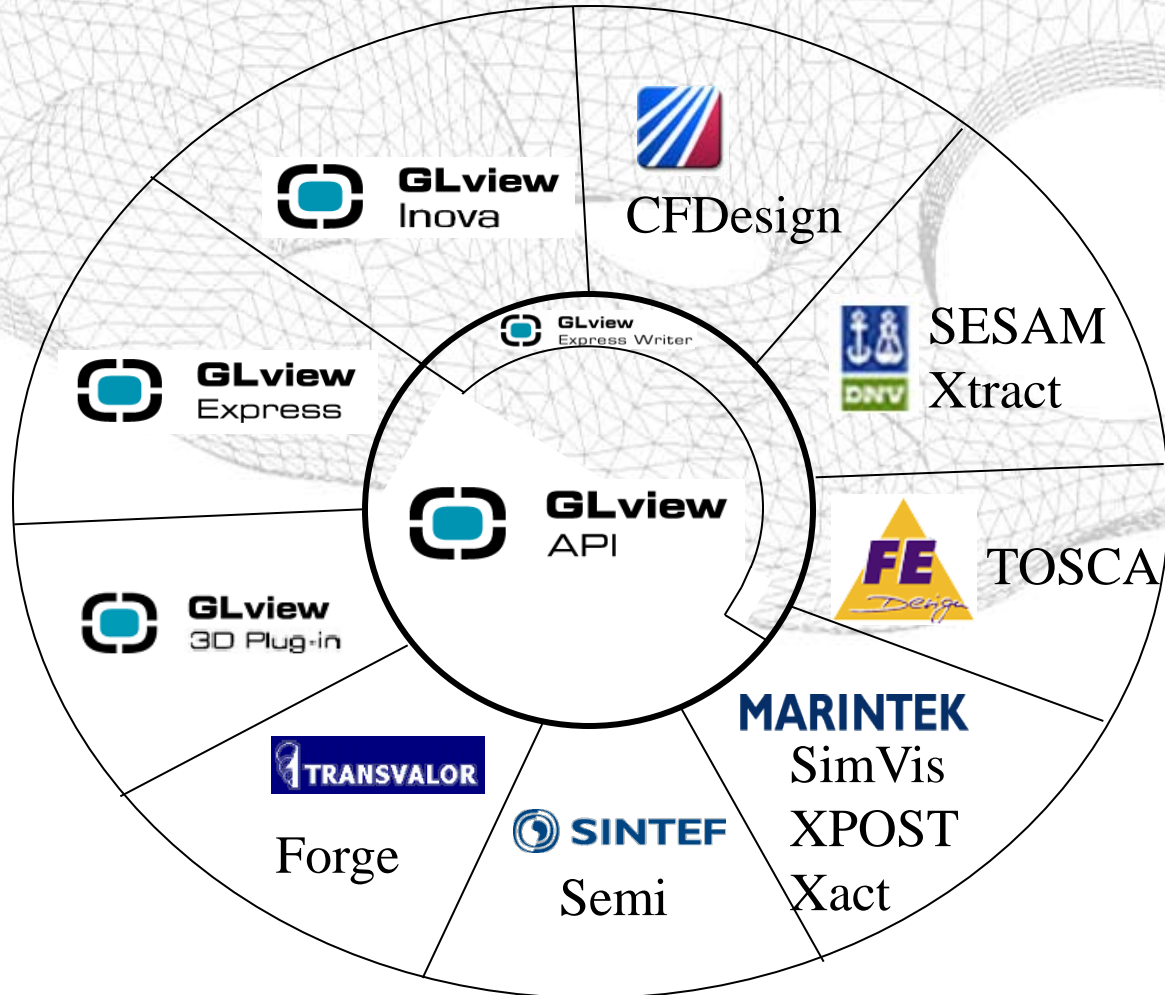 GLview
Inova
CFDesign
GLview
Express Writer
SESAM
Xtract
DNV
GLview
Express
GLview
API
FE
Design
TOSCA
GLview
3D Plug-in
MARINTEK
SimVis
XPOST
Xact
TRANSVALOR
Forge
SINTEF
Semi